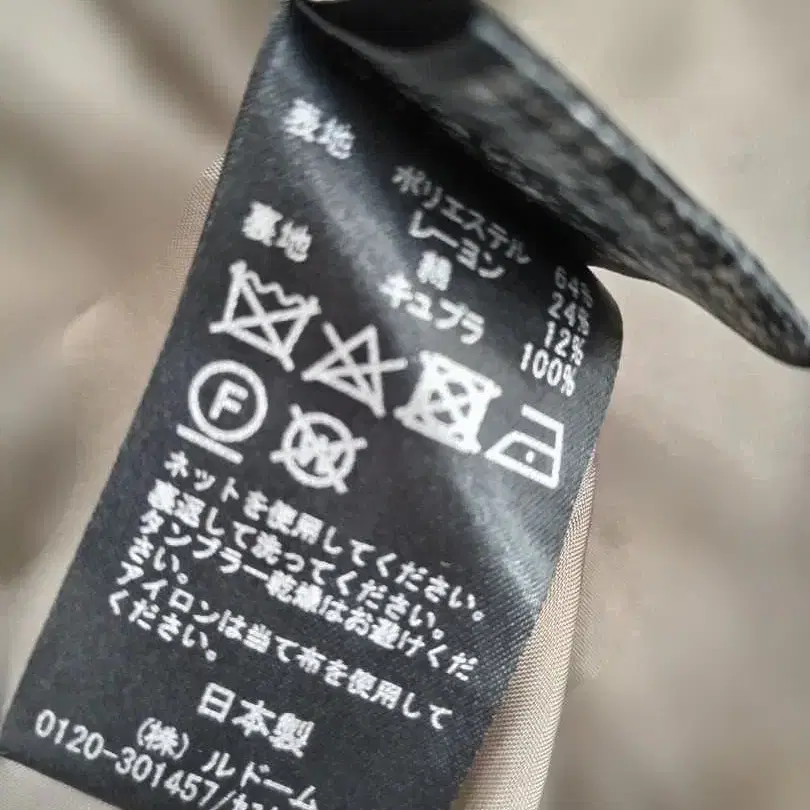 表地
ポリエステル 64%
レーヨン 24%
綿 12%
裏地 キュプラ 100%
F
W
ネットを使用してください。
裏返して洗ってください。
タンブラー乾燥はお避けくだ
さい。
アイロンは当て布を使用して
ください。
日本製
(株) ルドーム
0120-301457/